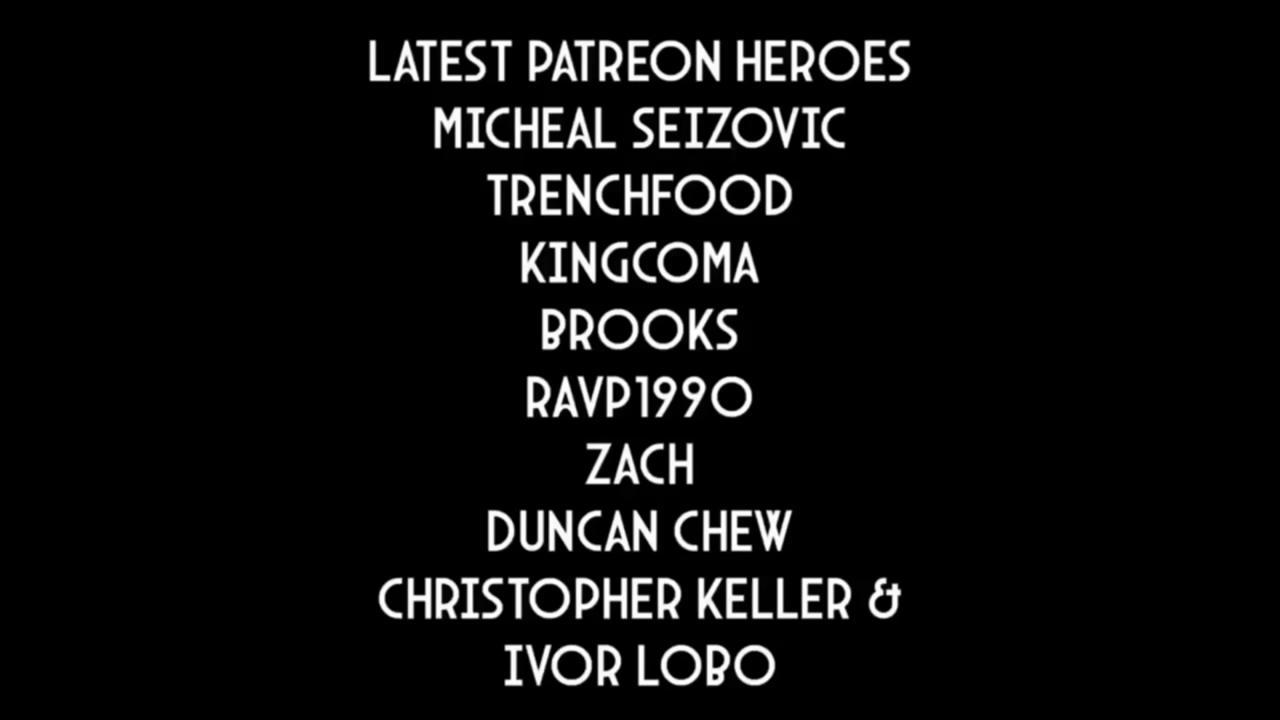 LATEST PATREON HEROES
MICHEAL SEIZOVIC
TRENCHFOOD
KINGCOMA
BROOKS
RAVP1990
ZACH
DUNCAN CHEW
CHRISTOPHER KELLER &
IVOR LOBO